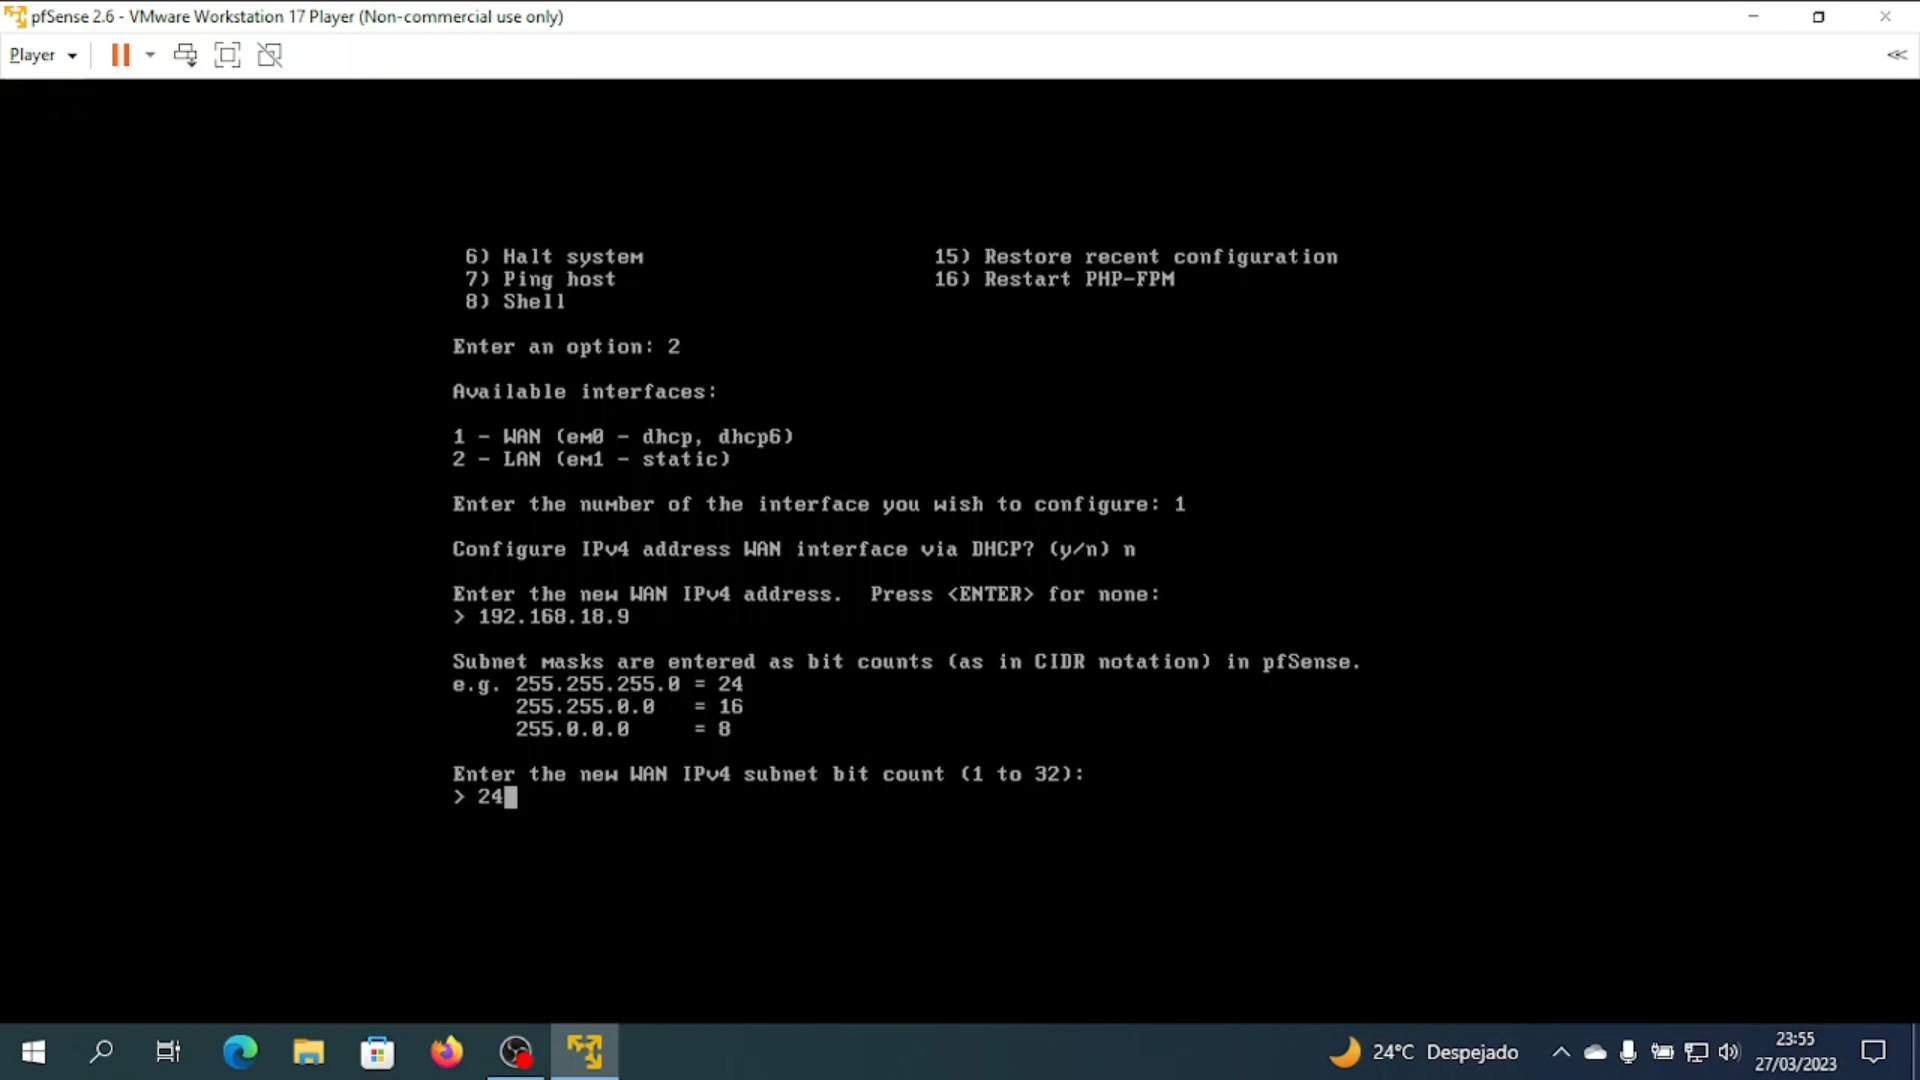 pfSense 2.6 - VMware Workstation 17 Player (Non-commercial use only)
Player
6) Halt system 15) Restore recent configuration
7) Ping host 16) Restart PHP-FPM
8) Shell
Enter an option: 2
Available interfaces:
1 - WAN (em0 - dhcp, dhcp6)
2 - LAN (em1 - static)
Enter the number of the interface you wish to configure: 1
Configure IPv4 address WAN interface via DHCP? (y/n) n
Enter the new WAN IPv4 address.  Press <ENTER> for none:
> 192.168.18.9
Subnet masks are entered as bit counts (as in CIDR notation) in pfSense.
e.g. 255.255.255.0 = 24
255.255.0.0 = 16
255.0.0.0 = 8
Enter the new WAN IPv4 subnet bit count (1 to 32):
> 24
24°C Despejado
23:55
27/03/2023